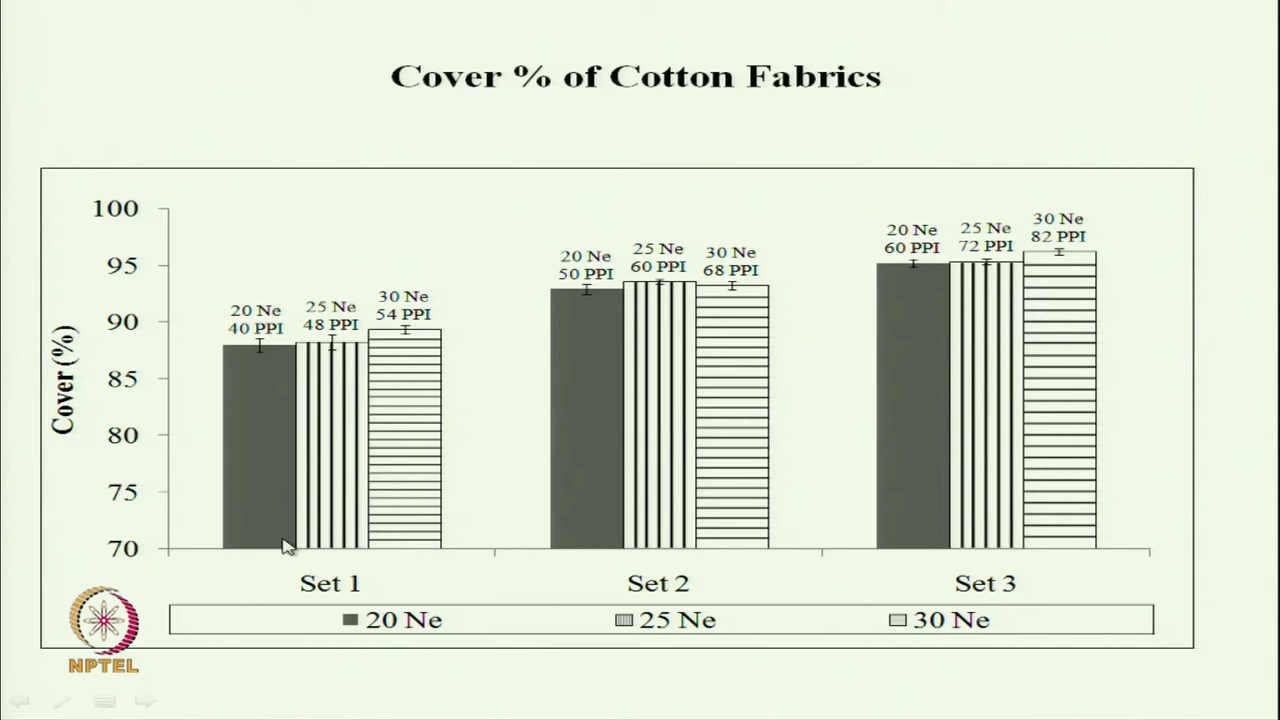 Cover % of Cotton Fabrics
Cover (%)
100
95
90
85
80
75
70
20 Ne
40 PPI
25 Ne
48 PPI
30 Ne
54 PPI
20 Ne
50 PPI
25 Ne
60 PPI
30 Ne
68 PPI
20 Ne
60 PPI
25 Ne
72 PPI
30 Ne
82 PPI
Set 1
Set 2
Set 3
20 Ne
25 Ne
30 Ne
NPTEL